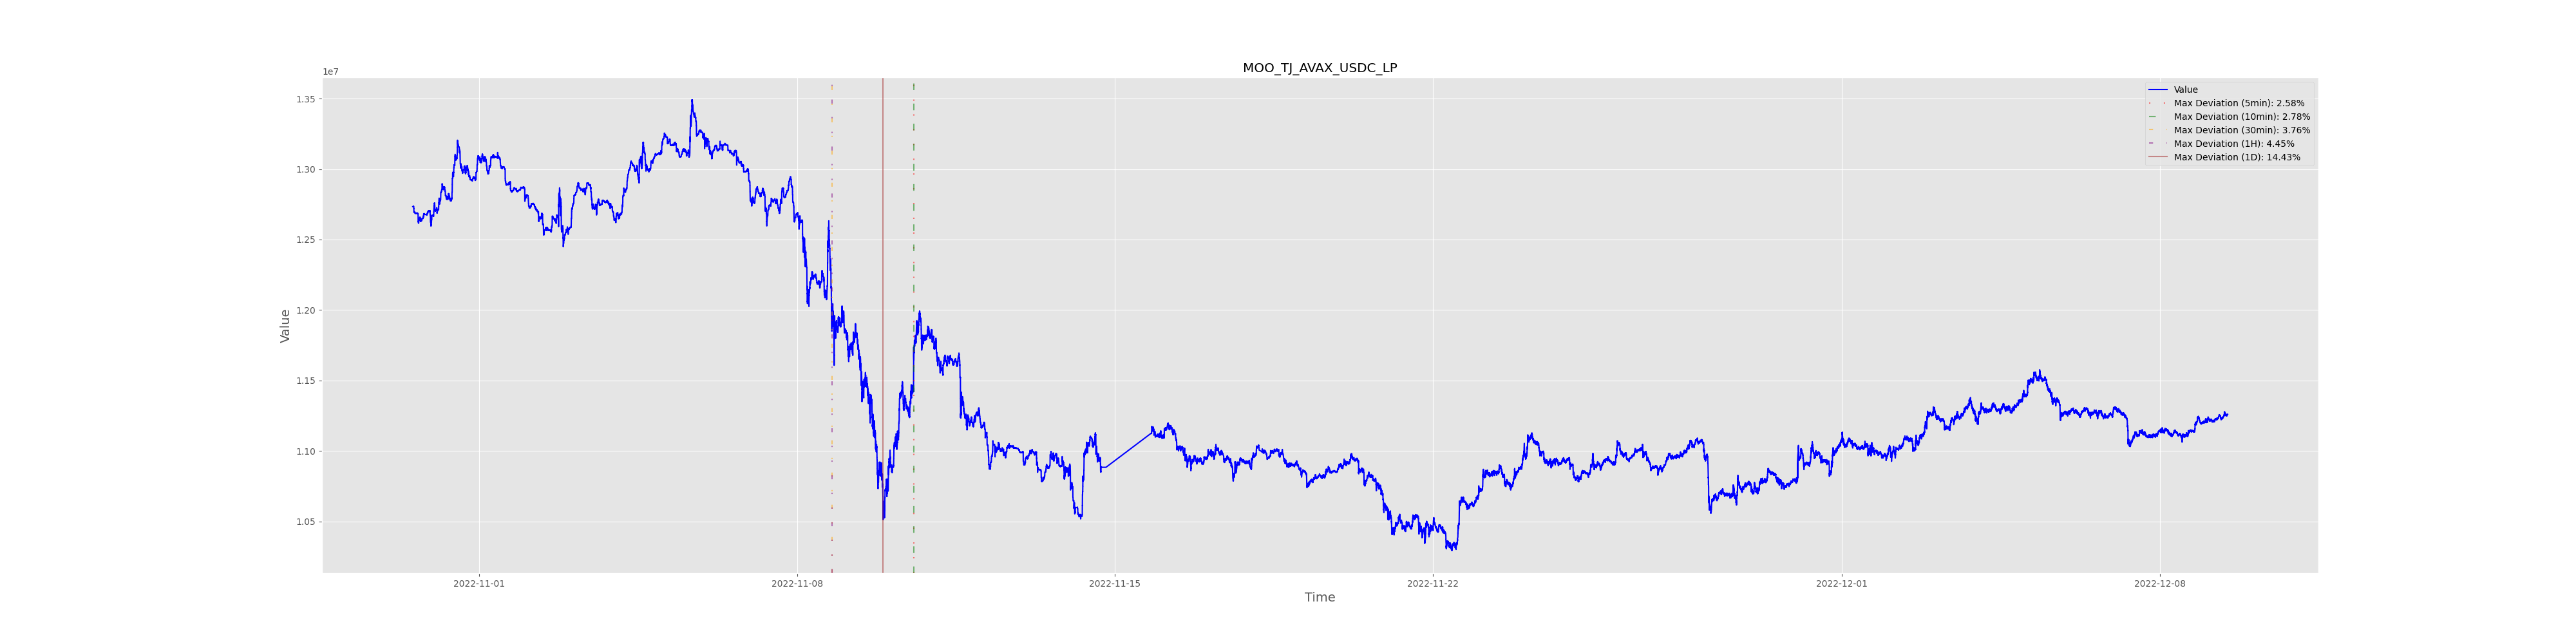 MOO_TJ_AVAX_USDC_LP
1e7
1.35
1.30
1.25
1.20
1.15
1.10
1.05
Value
Value
Max Deviation (5min): 2.58%
Max Deviation (10min): 2.78%
Max Deviation (30min): 3.76%
Max Deviation (1H): 4.45%
Max Deviation (1D): 14.43%
2022-11-01 2022-11-08 2022-11-15 2022-11-22 2022-12-01 2022-12-08
Time